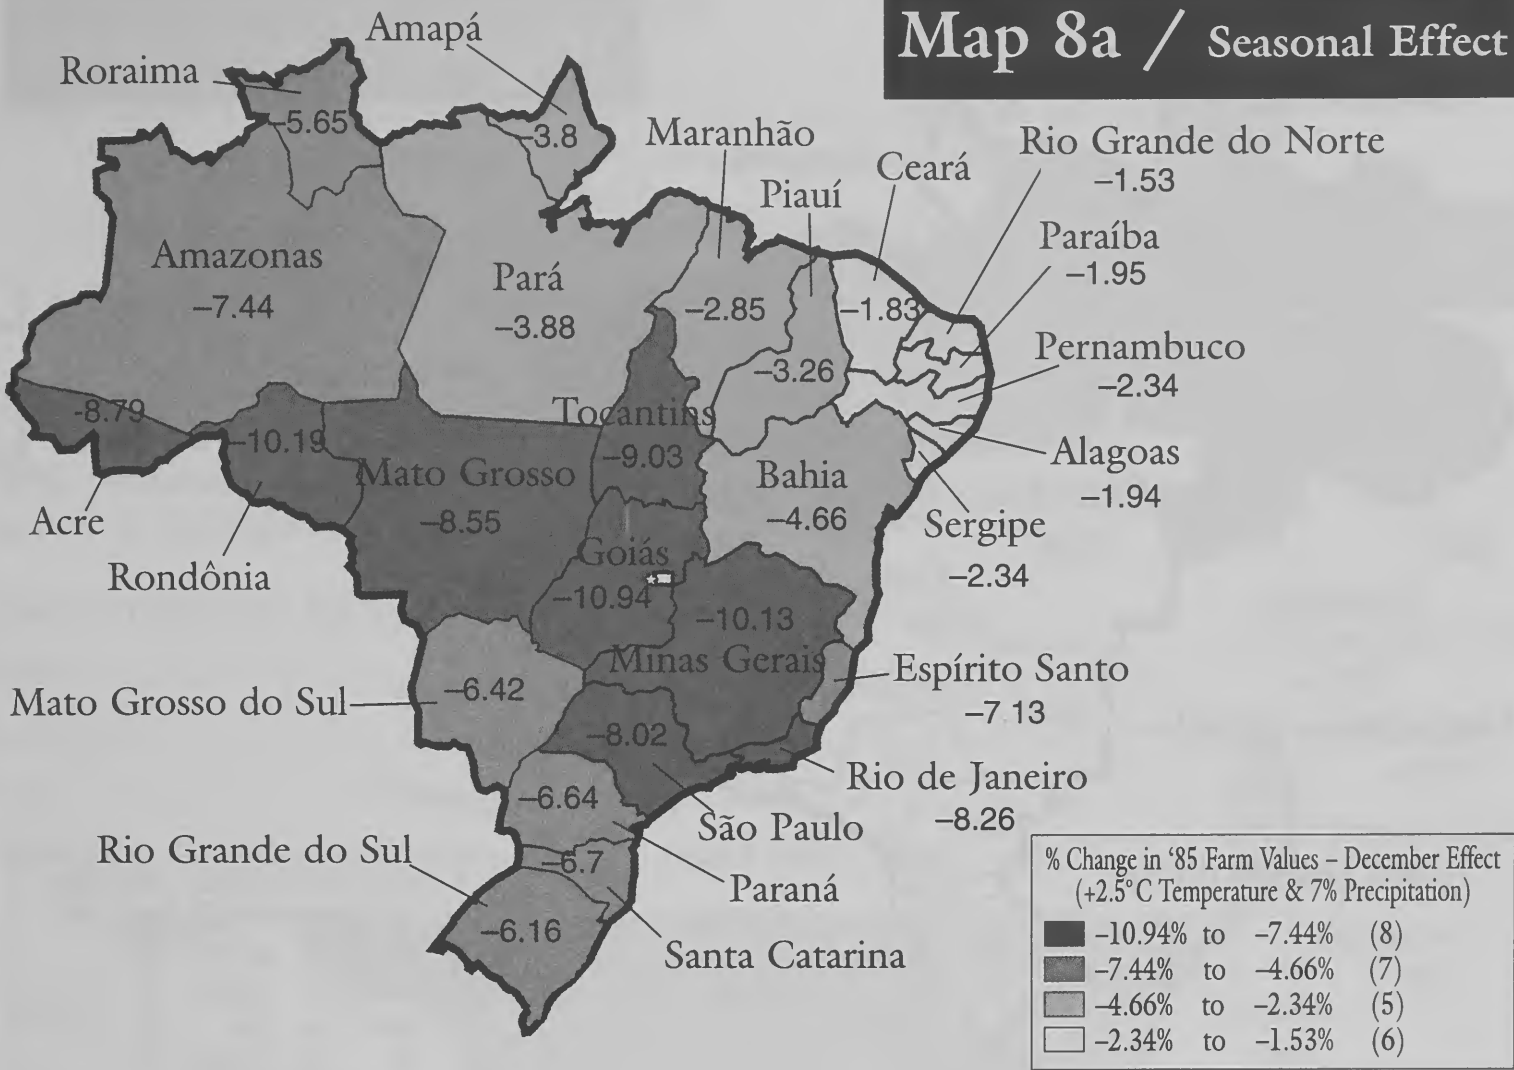 Map 8a / Seasonal Effect
Amapá
Roraima
–5.65
–3.8
Maranhão
Rio Grande do Norte
–1.53
Ceará
Piauí
Paraíba
–1.95
Amazonas
–7.44
Pará
–3.88
–2.85
–1.83
Pernambuco
–2.34
–3.26
-8.79
–10.19
Tocantins
–9.03
Mato Grosso
–8.55
Bahia
–4.66
Alagoas
–1.94
Acre
Sergipe
–2.34
Rondônia
Goiás
–10.94
–10.13
Minas Gerais
Espírito Santo
–7.13
Mato Grosso do Sul
–6.42
–8.02
Rio de Janeiro
–8.26
–6.64
São Paulo
Rio Grande do Sul
–6.7
Paraná
–6.16
Santa Catarina
% Change in ‘85 Farm Values – December Effect
(+2.5°C Temperature & 7% Precipitation)
–10.94% to –7.44% (8)
–7.44% to –4.66% (7)
–4.66% to –2.34% (5)
–2.34% to –1.53% (6)